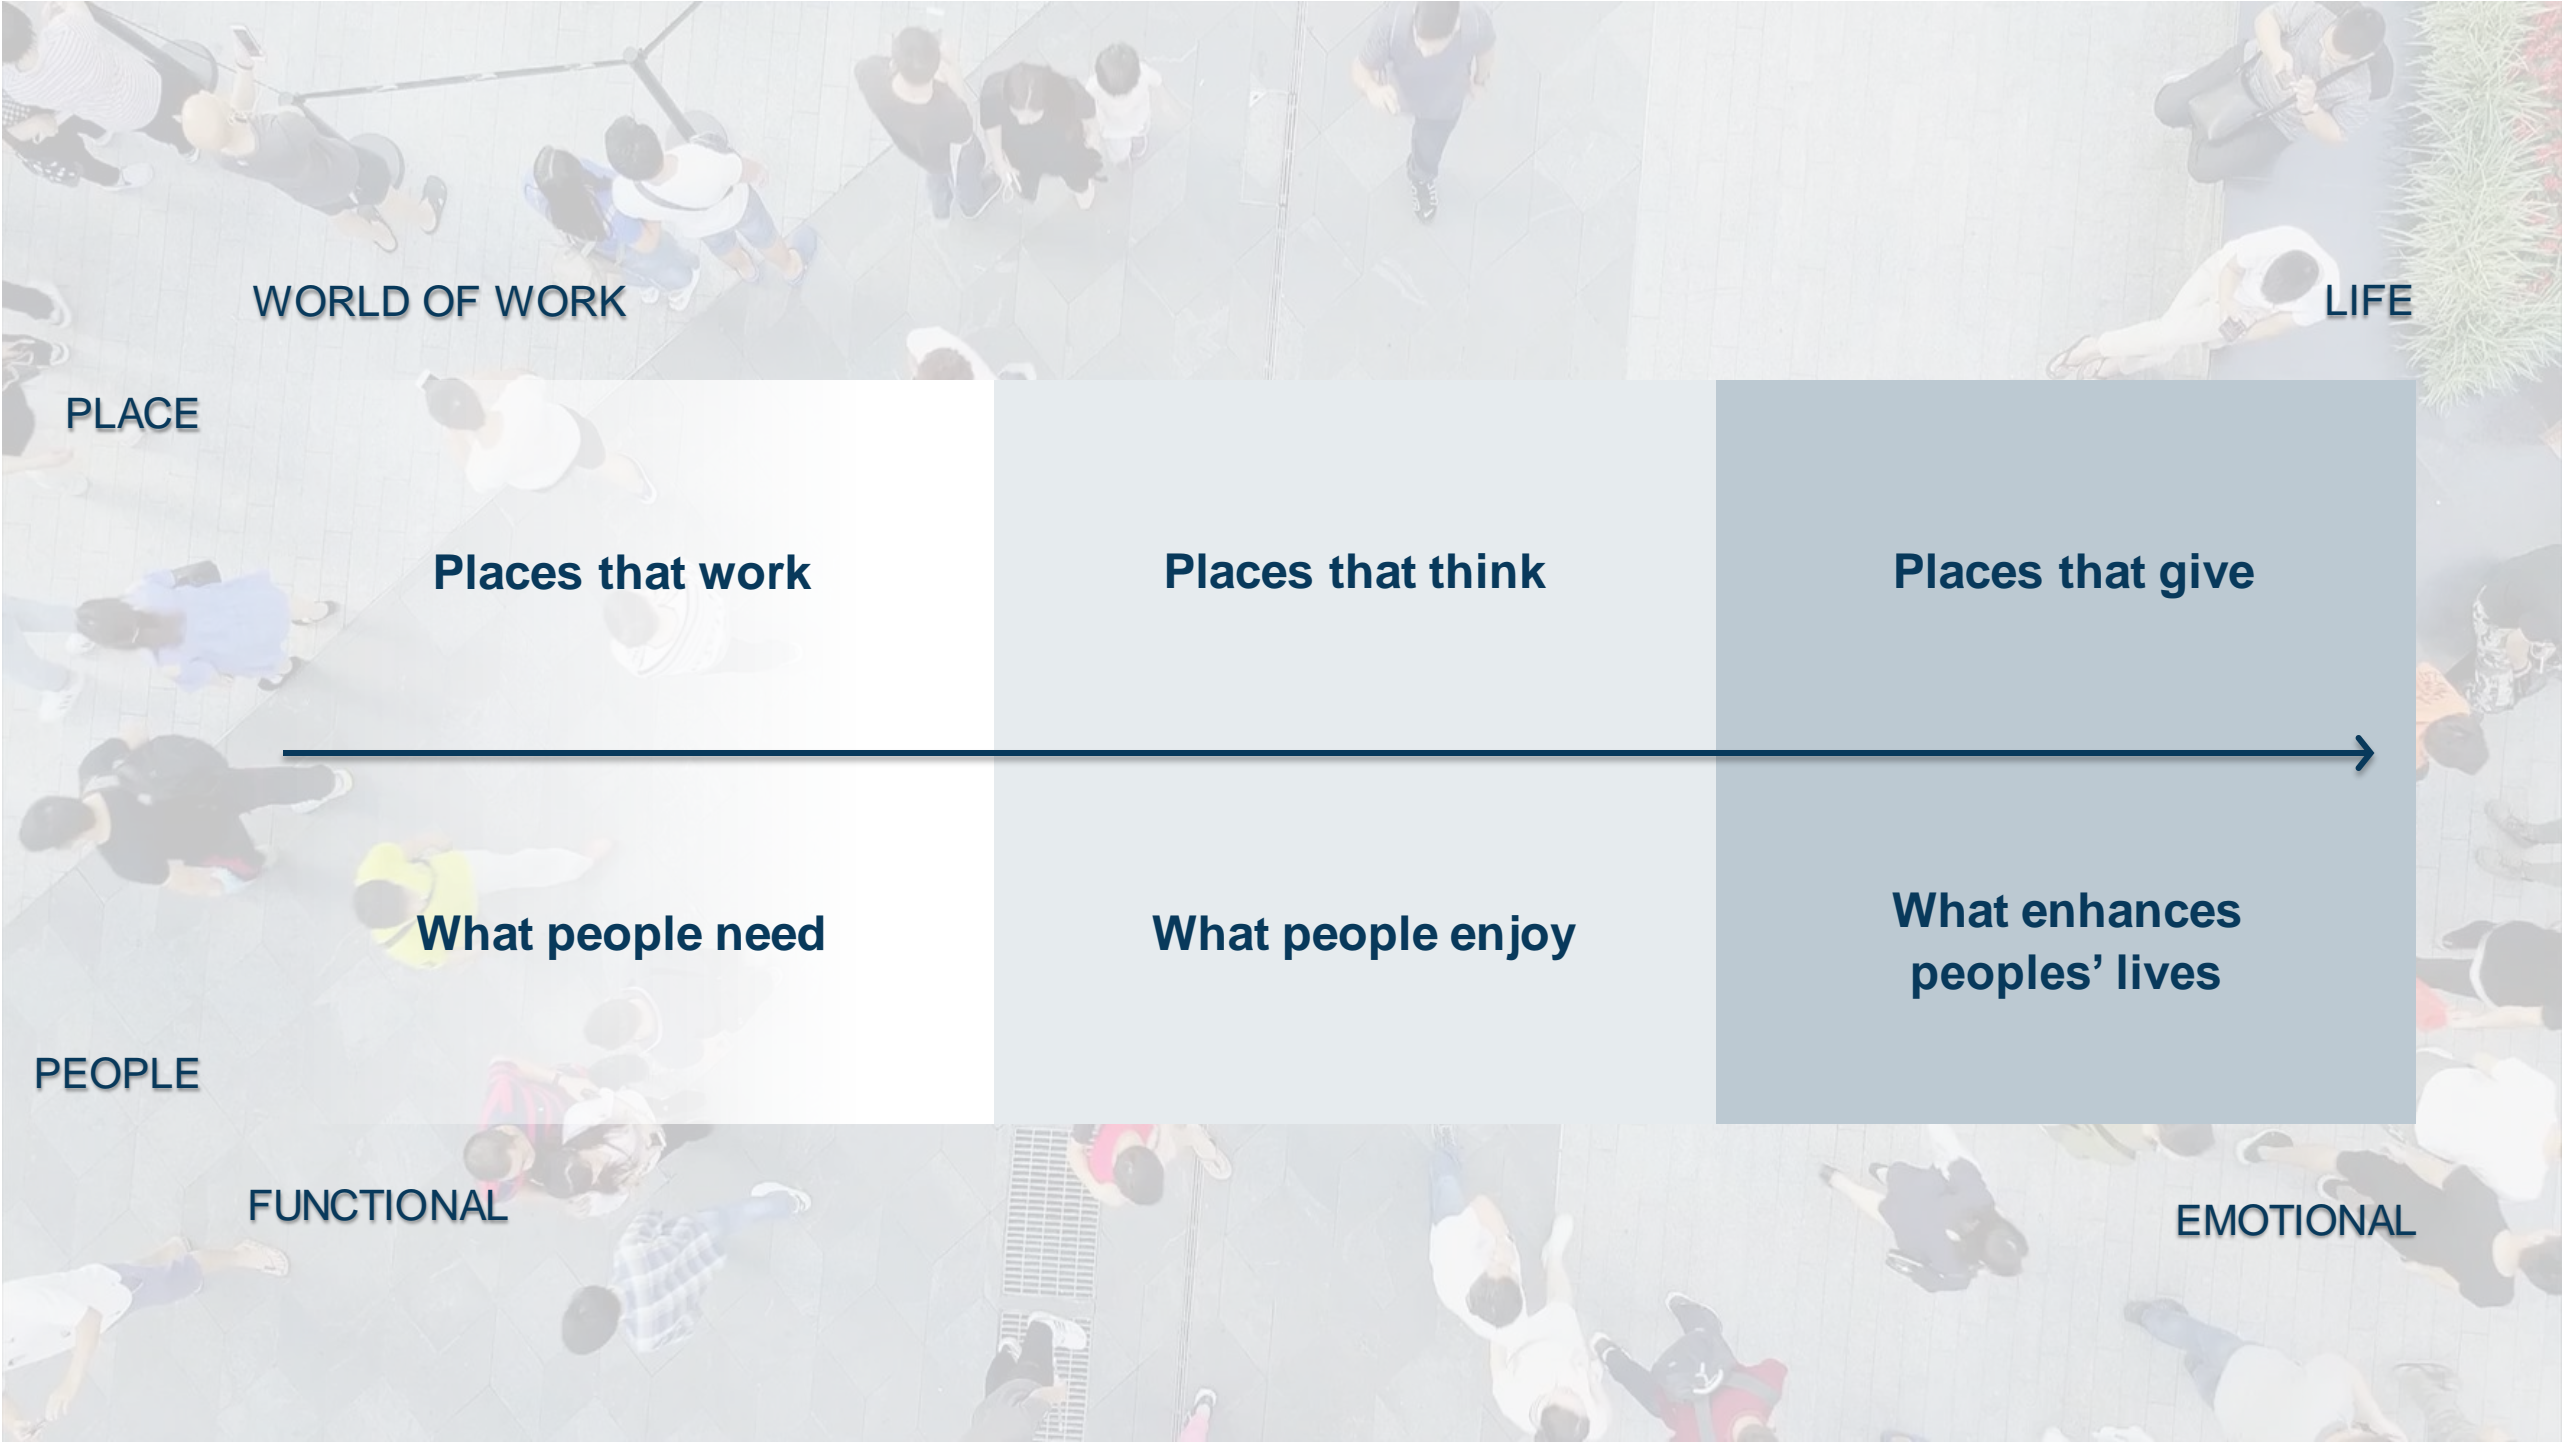 WORLD OF WORK
LIFE
PLACE
Places that work
Places that think
Places that give
What people need
What people enjoy
What enhances
peoples’ lives
PEOPLE
FUNCTIONAL
EMOTIONAL